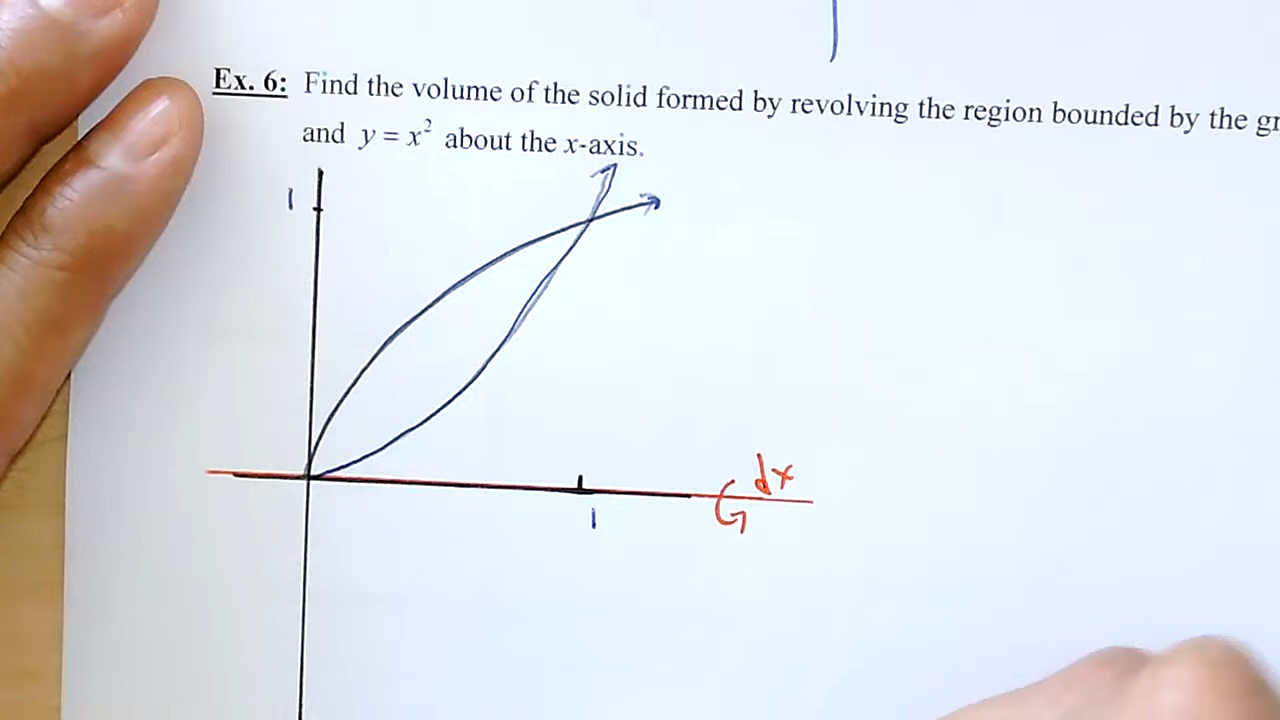 Ex. 6: Find the volume of the solid formed by revolving the region bounded by the
and y = x² about the x-axis.
1
dx
1